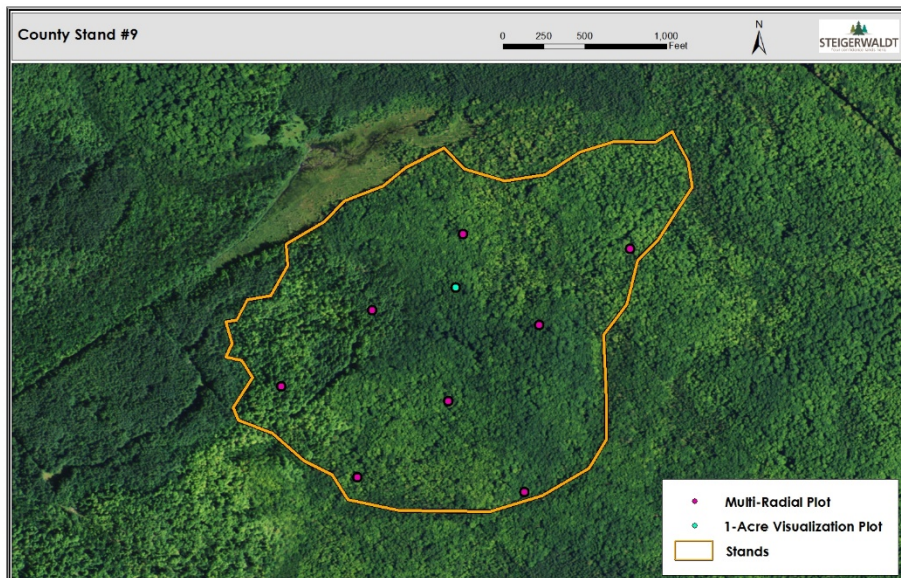 County Stand #9
0 250 500 1,000
Feet
N
STEIGERWALDT
Multi-Radial Plot
1-Acre Visualization Plot
Stands